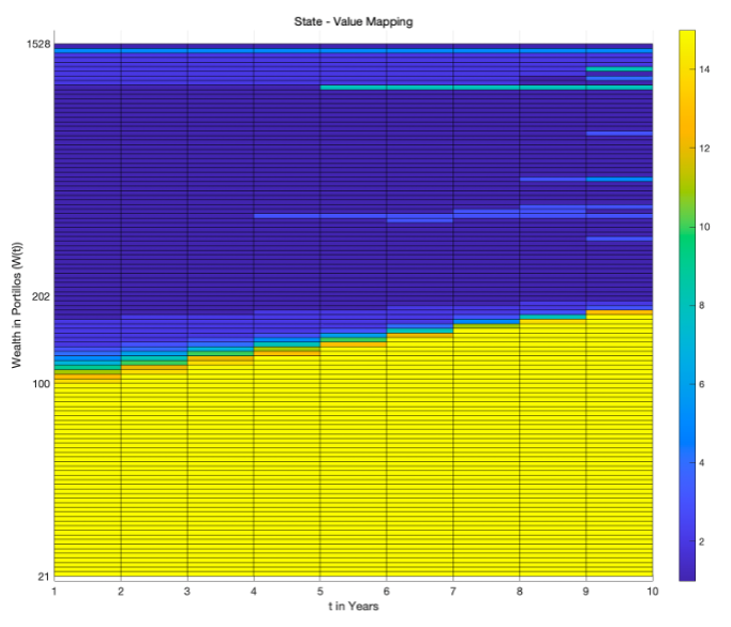 State - Value Mapping
1528
202
100
21
Wealth in Portillos (W(t))
1 2 3 4 5 6 7 8 9 10
t in Years
14
12
10
8
6
4
2